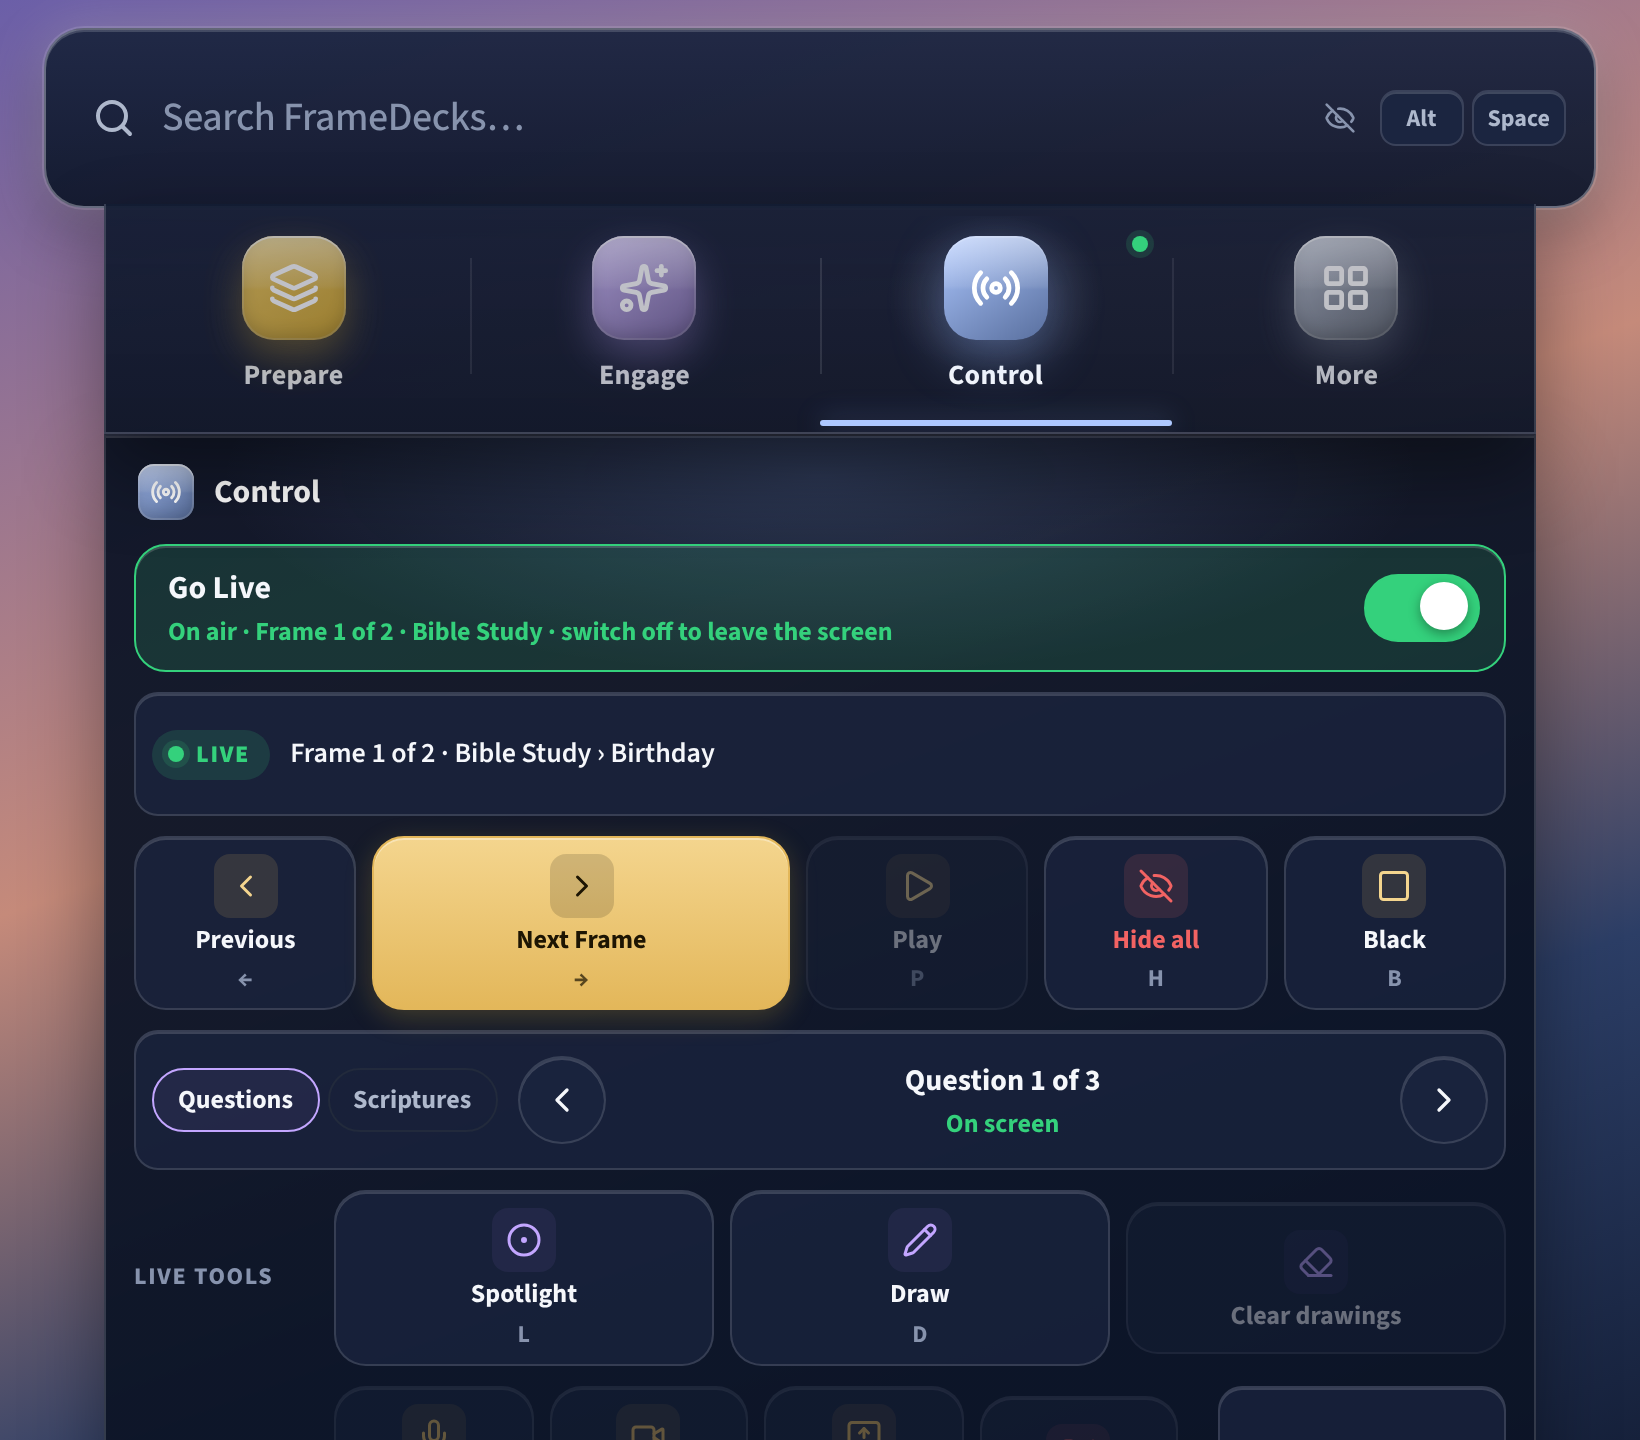 Search FrameDecks...
Alt
Space
Prepare
Engage
Control
More
Control
Go Live
On air · Frame 1 of 2 · Bible Study · switch off to leave the screen
LIVE
Frame 1 of 2 · Bible Study › Birthday
Previous
←
Next Frame
→
Play
P
Hide all
H
Black
B
Questions
Scriptures
Question 1 of 3
On screen
LIVE TOOLS
Spotlight
L
Draw
D
Clear drawings